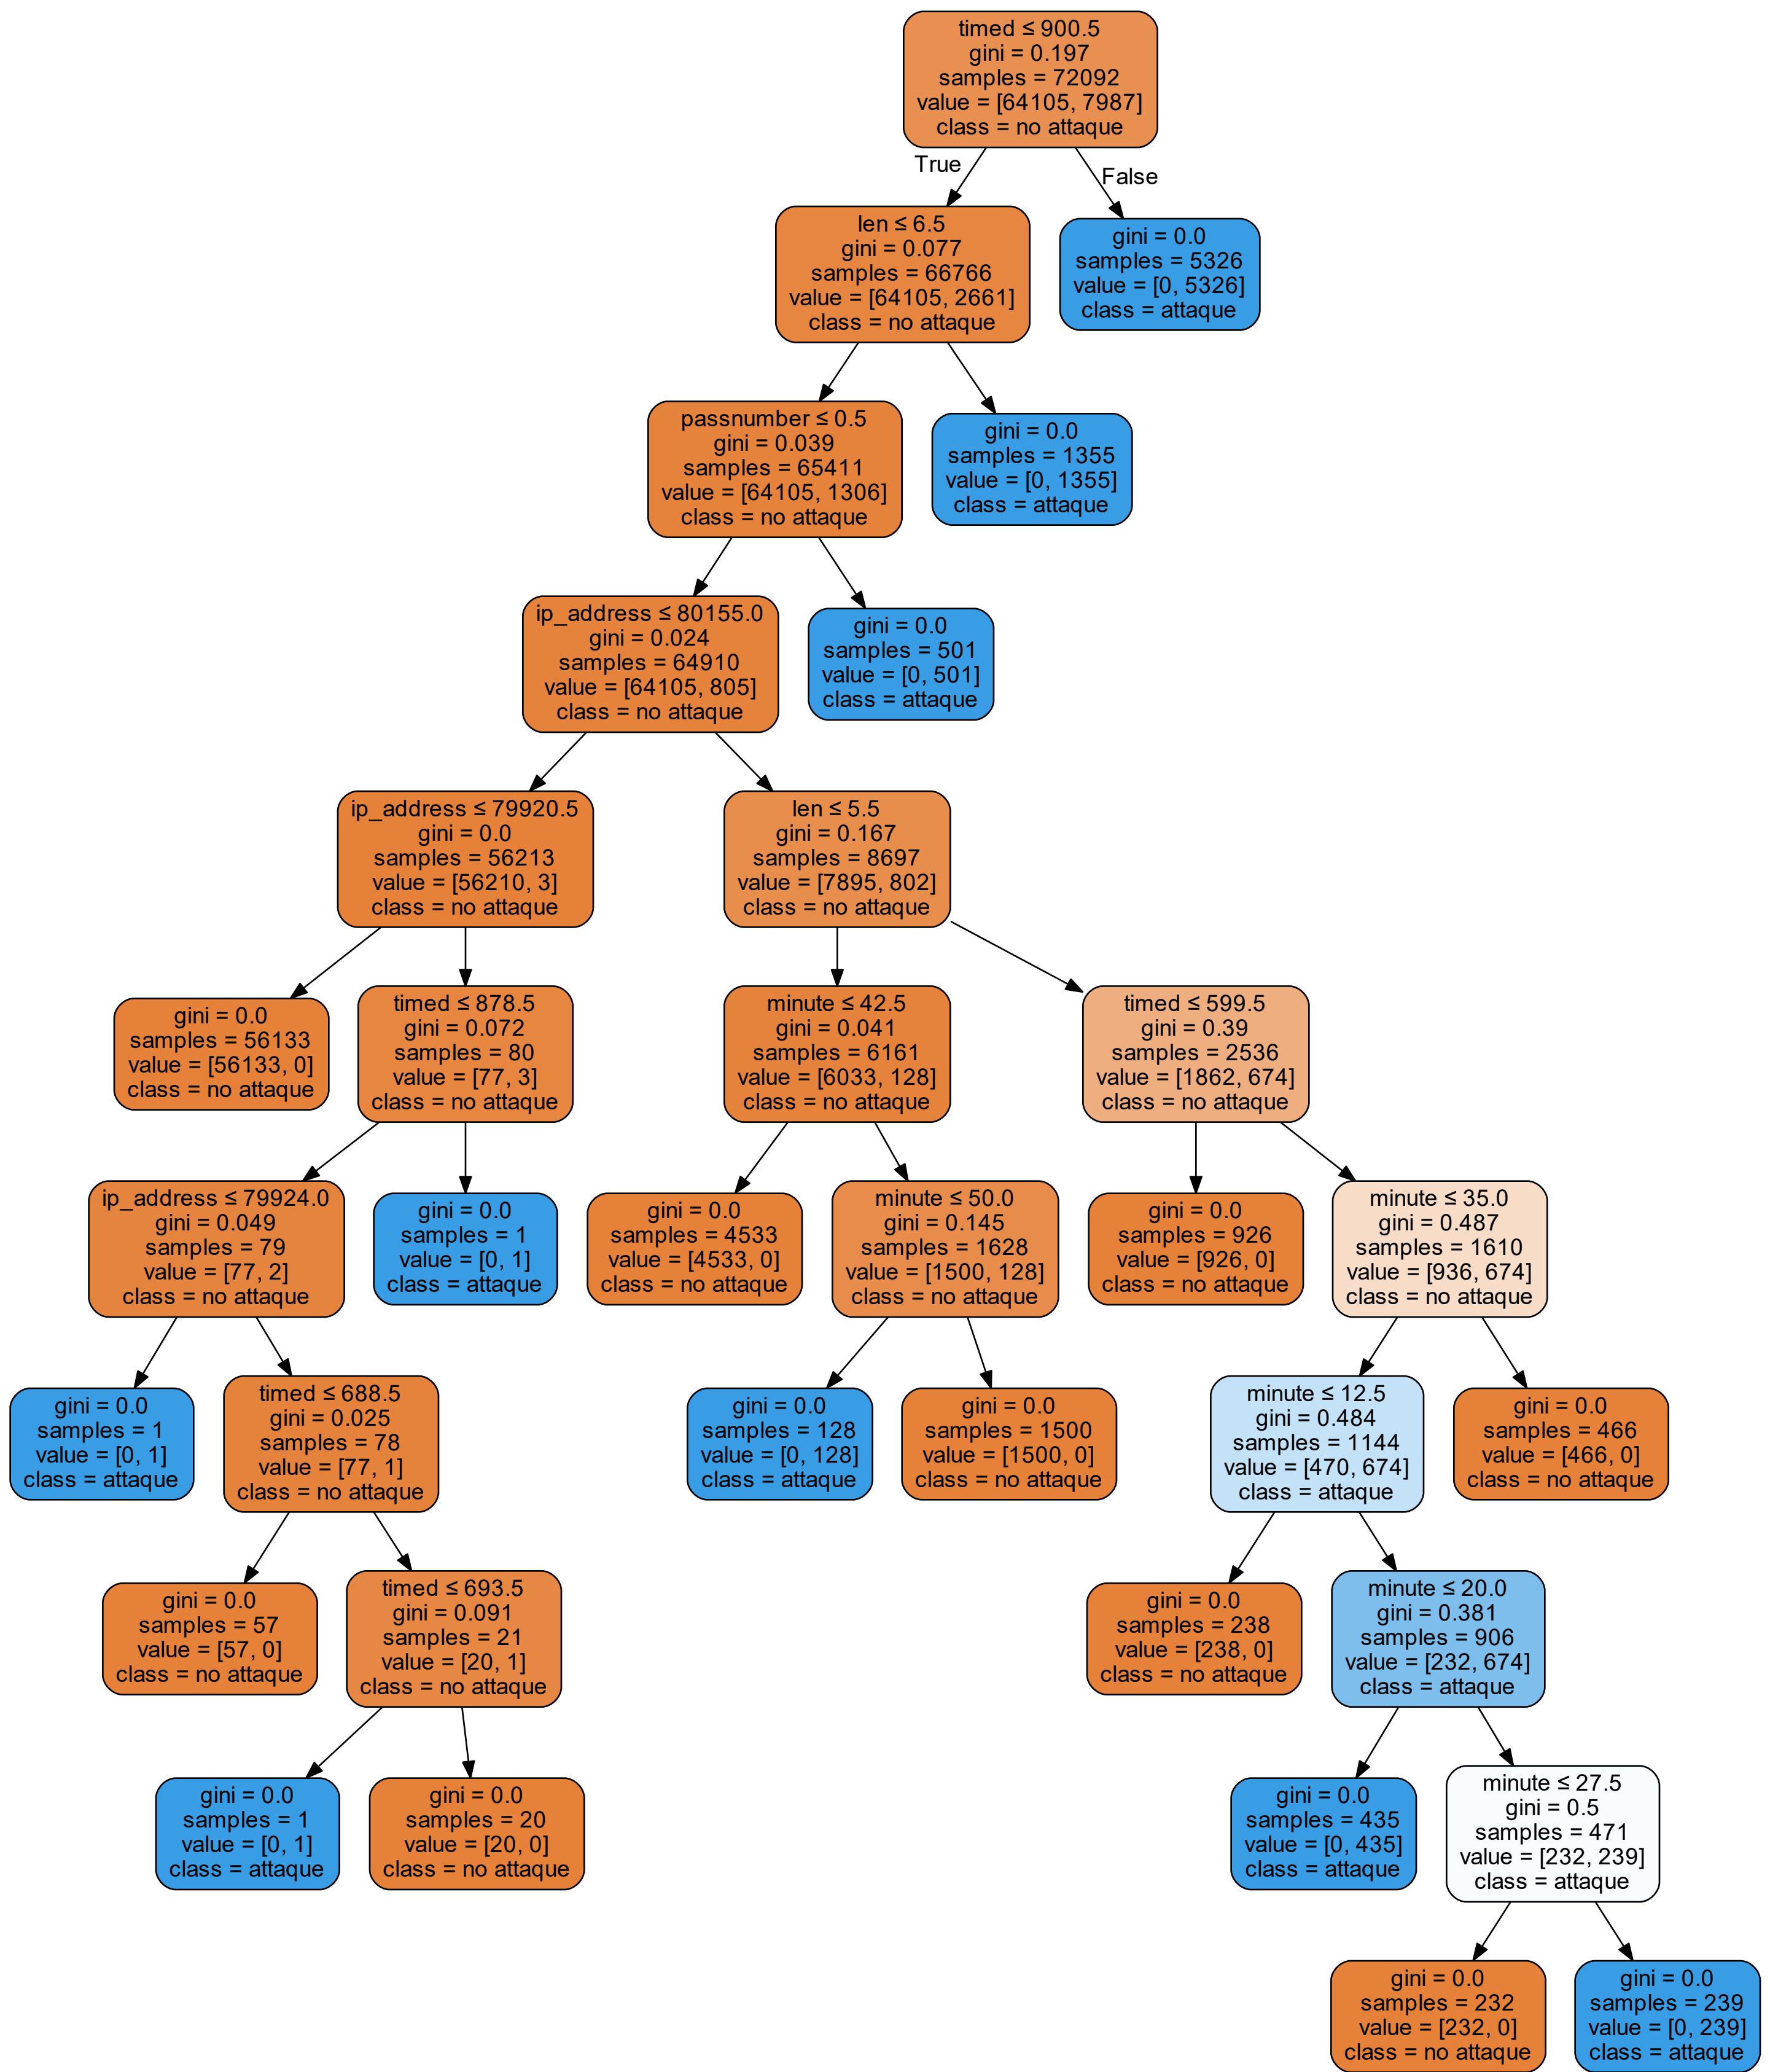 timed ≤ 900.5
gini = 0.197
samples = 72092
value = [64105, 7987]
class = no attaque
True
False
len ≤ 6.5
gini = 0.077
samples = 66766
value = [64105, 2661]
class = no attaque
gini = 0.0
samples = 5326
value = [0, 5326]
class = attaque
passnumber ≤ 0.5
gini = 0.039
samples = 65411
value = [64105, 1306]
class = no attaque
gini = 0.0
samples = 1355
value = [0, 1355]
class = attaque
ip_address ≤ 80155.0
gini = 0.024
samples = 64910
value = [64105, 805]
class = no attaque
gini = 0.0
samples = 501
value = [0, 501]
class = attaque
ip_address ≤ 79920.5
gini = 0.0
samples = 56213
value = [56210, 3]
class = no attaque
len ≤ 5.5
gini = 0.167
samples = 8697
value = [7895, 802]
class = no attaque
gini = 0.0
samples = 56133
value = [56133, 0]
class = no attaque
timed ≤ 878.5
gini = 0.072
samples = 80
value = [77, 3]
class = no attaque
minute ≤ 42.5
gini = 0.041
samples = 6161
value = [6033, 128]
class = no attaque
timed ≤ 599.5
gini = 0.39
samples = 2536
value = [1862, 674]
class = no attaque
ip_address ≤ 79924.0
gini = 0.049
samples = 79
value = [77, 2]
class = no attaque
gini = 0.0
samples = 1
value = [0, 1]
class = attaque
gini = 0.0
samples = 4533
value = [4533, 0]
class = no attaque
minute ≤ 50.0
gini = 0.145
samples = 1628
value = [1500, 128]
class = no attaque
gini = 0.0
samples = 926
value = [926, 0]
class = no attaque
minute ≤ 35.0
gini = 0.487
samples = 1610
value = [936, 674]
class = no attaque
gini = 0.0
samples = 1
value = [0, 1]
class = attaque
timed ≤ 688.5
gini = 0.025
samples = 78
value = [77, 1]
class = no attaque
gini = 0.0
samples = 128
value = [0, 128]
class = attaque
gini = 0.0
samples = 1500
value = [1500, 0]
class = no attaque
minute ≤ 12.5
gini = 0.484
samples = 1144
value = [470, 674]
class = attaque
gini = 0.0
samples = 466
value = [466, 0]
class = no attaque
gini = 0.0
samples = 57
value = [57, 0]
class = no attaque
timed ≤ 693.5
gini = 0.091
samples = 21
value = [20, 1]
class = no attaque
gini = 0.0
samples = 238
value = [238, 0]
class = no attaque
minute ≤ 20.0
gini = 0.381
samples = 906
value = [232, 674]
class = attaque
gini = 0.0
samples = 1
value = [0, 1]
class = attaque
gini = 0.0
samples = 20
value = [20, 0]
class = no attaque
gini = 0.0
samples = 435
value = [0, 435]
class = attaque
minute ≤ 27.5
gini = 0.5
samples = 471
value = [232, 239]
class = attaque
gini = 0.0
samples = 232
value = [232, 0]
class = no attaque
gini = 0.0
samples = 239
value = [0, 239]
class = attaque